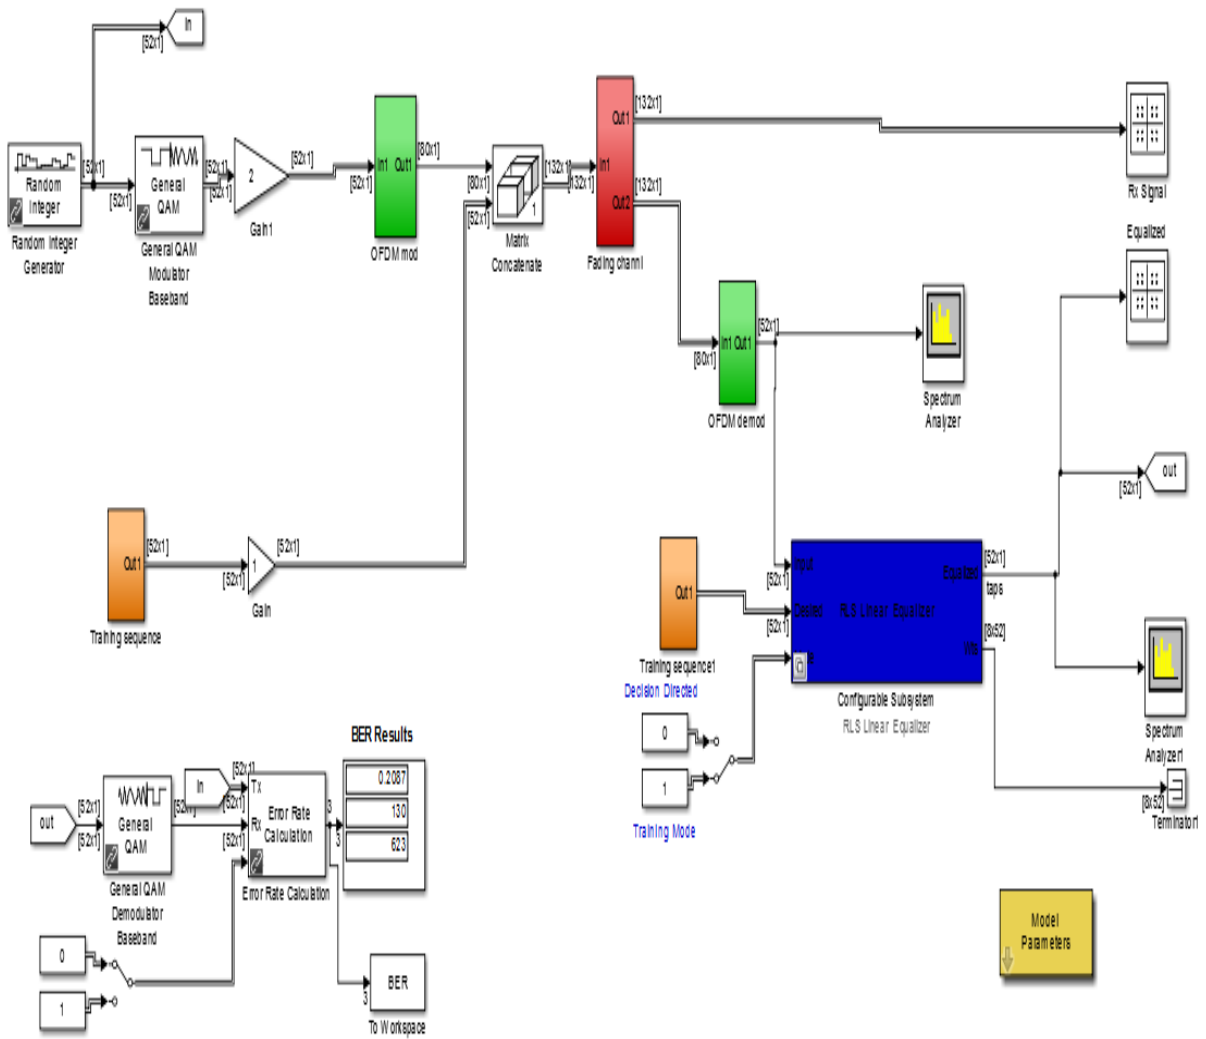 In
[52x1]
Random
Integer
Random Integer
Generator
[52x1]
[52x1]
General
QAM
General QAM
Modulator
Baseband
[52x1]
[52x1]
2
Gain1
[52x1]
[52x1]
In1 Out1
OFDM mod
[80x1]
[80x1]
[52x1]
1
Matrix
Concatenate
[132x1]
[132x1]
In1
Out1
Out2
Fading channl
[132x1]
[132x1]
Rx Signal
Equalized
[80x1]
In1 Out1
OFDM demod
[52x1]
Spectrum
Analyzer
out
[52x1]
Out1
Training sequence
[52x1]
[52x1]
1
Gain
[52x1]
Out1
Training sequence1
Decision Directed
0
1
Training Mode
[52x1]
[52x1]
Input
Desired
RLS Linear Equalizer
Equalized
Wts
Configurable Subsystem
RLS Linear Equalizer
[52x1]
taps
[8x52]
Spectrum
Analyzer1
[8x52]
Terminator1
BER Results
0.2087
130
623
out
[52x1]
[52x1]
General
QAM
General QAM
Demodulator
Baseband
[52x1]
In
[52x1]
[52x1]
[52x1]
Tx
Rx
Error Rate
Calculation
Error Rate Calculation
3
3
0
1
3
BER
To Workspace
Model
Parameters